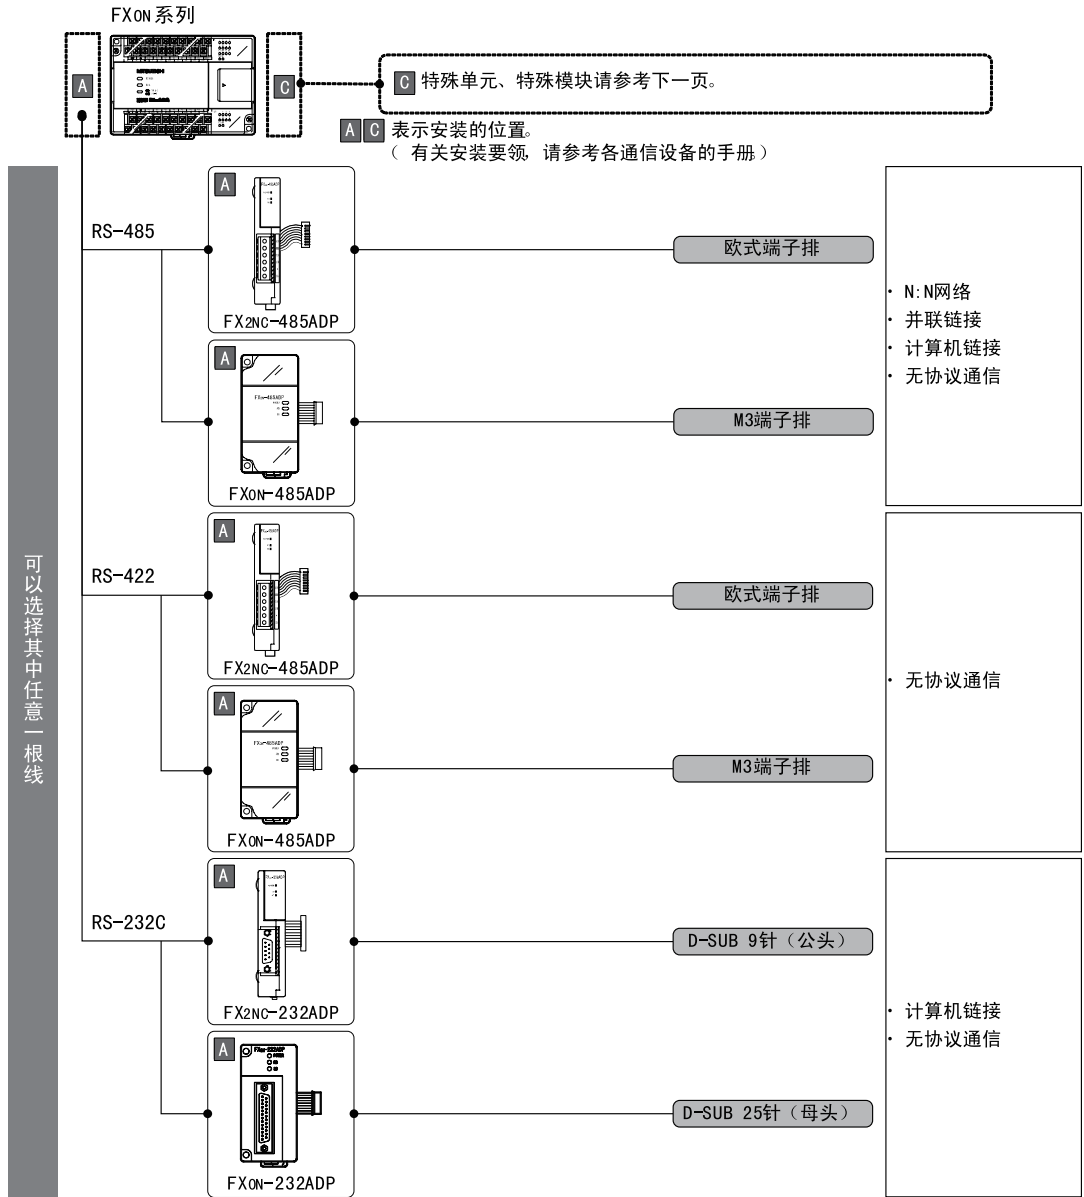 FX0N系列
A
C
C 特殊单元、特殊模块请参考下一页。
A C 表示安装的位置。
( 有关安装要领, 请参考各通信设备的手册)
可以选择其中任意一根线
RS-485
A
FX2NC-485ADP
欧式端子排
A
FX0N-485ADP
FX0N-485ADP
M3端子排
· N:N网络
· 并联链接
· 计算机链接
· 无协议通信
RS-422
A
FX2NC-485ADP
欧式端子排
A
FX0N-485ADP
FX0N-485ADP
M3端子排
· 无协议通信
RS-232C
A
FX2NC-232ADP
D-SUB 9针（公头）
A
FX0N-232ADP
FX0N-232ADP
D-SUB 25针（母头）
· 计算机链接
· 无协议通信